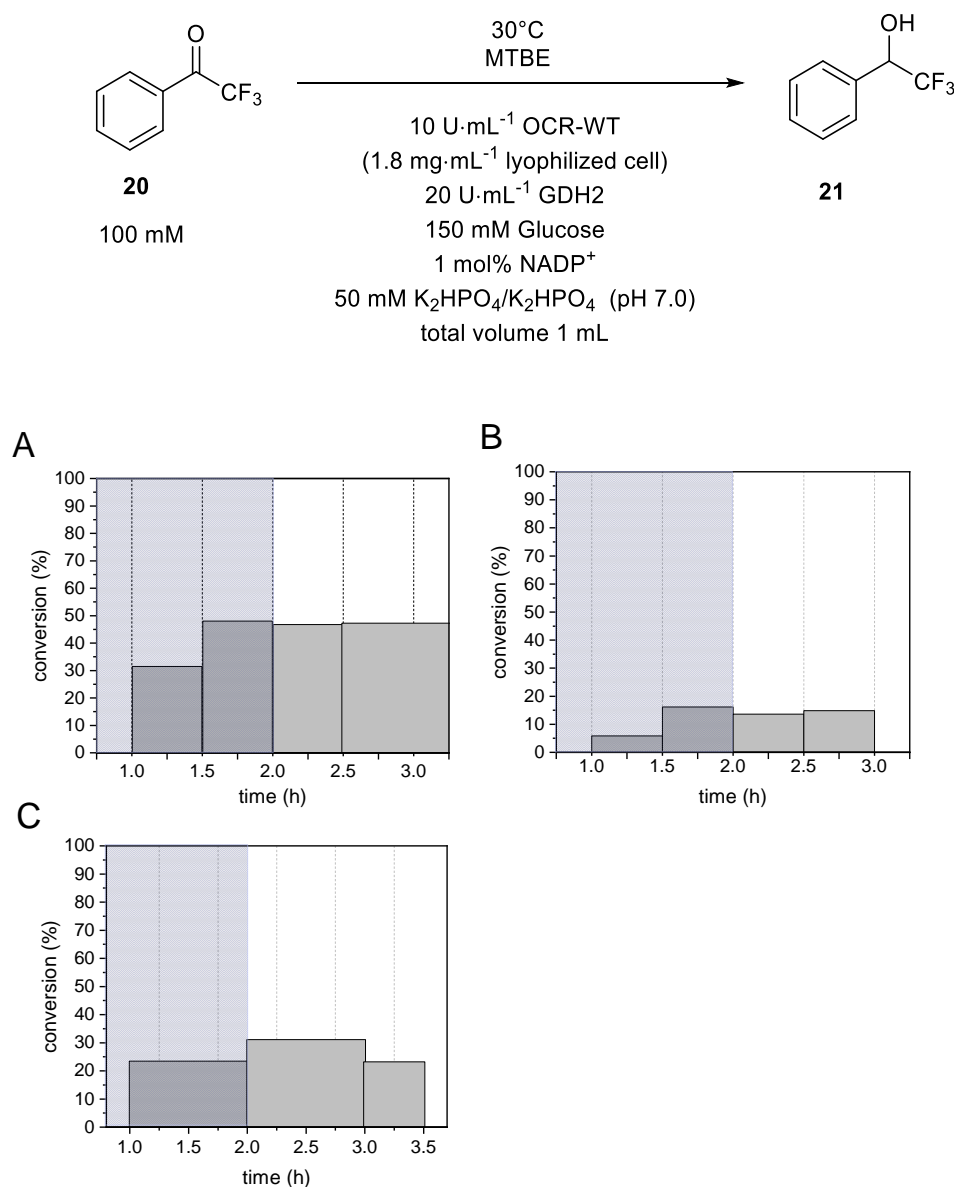 O
CF3
20
100 mM
30°C
MTBE
10 U·mL-1 OCR-WT
(1.8 mg·mL-1 lyophilized cell)
20 U·mL-1 GDH2
150 mM Glucose
1 mol% NADP+
50 mM K2HPO4/K2HPO4 (pH 7.0)
total volume 1 mL
OH
CF3
21
A
conversion (%)
100
90
80
70
60
50
40
30
20
10
0
1.0 1.5 2.0 2.5 3.0
time (h)
B
conversion (%)
100
90
80
70
60
50
40
30
20
10
0
1.0 1.5 2.0 2.5 3.0
time (h)
C
conversion (%)
100
90
80
70
60
50
40
30
20
10
0
1.0 1.5 2.0 2.5 3.0 3.5
time (h)